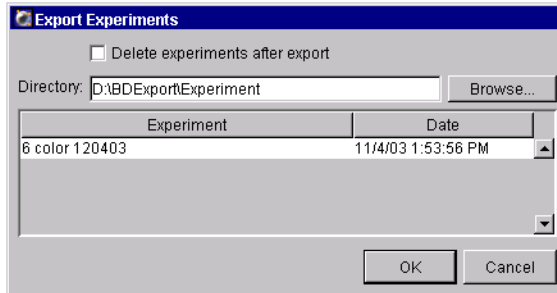 Export Experiments
Delete experiments after export
Directory: D:\BDExport\Experiment Browse...
Experiment Date
6 color 120403 11/4/03 1:53:56 PM
OK Cancel